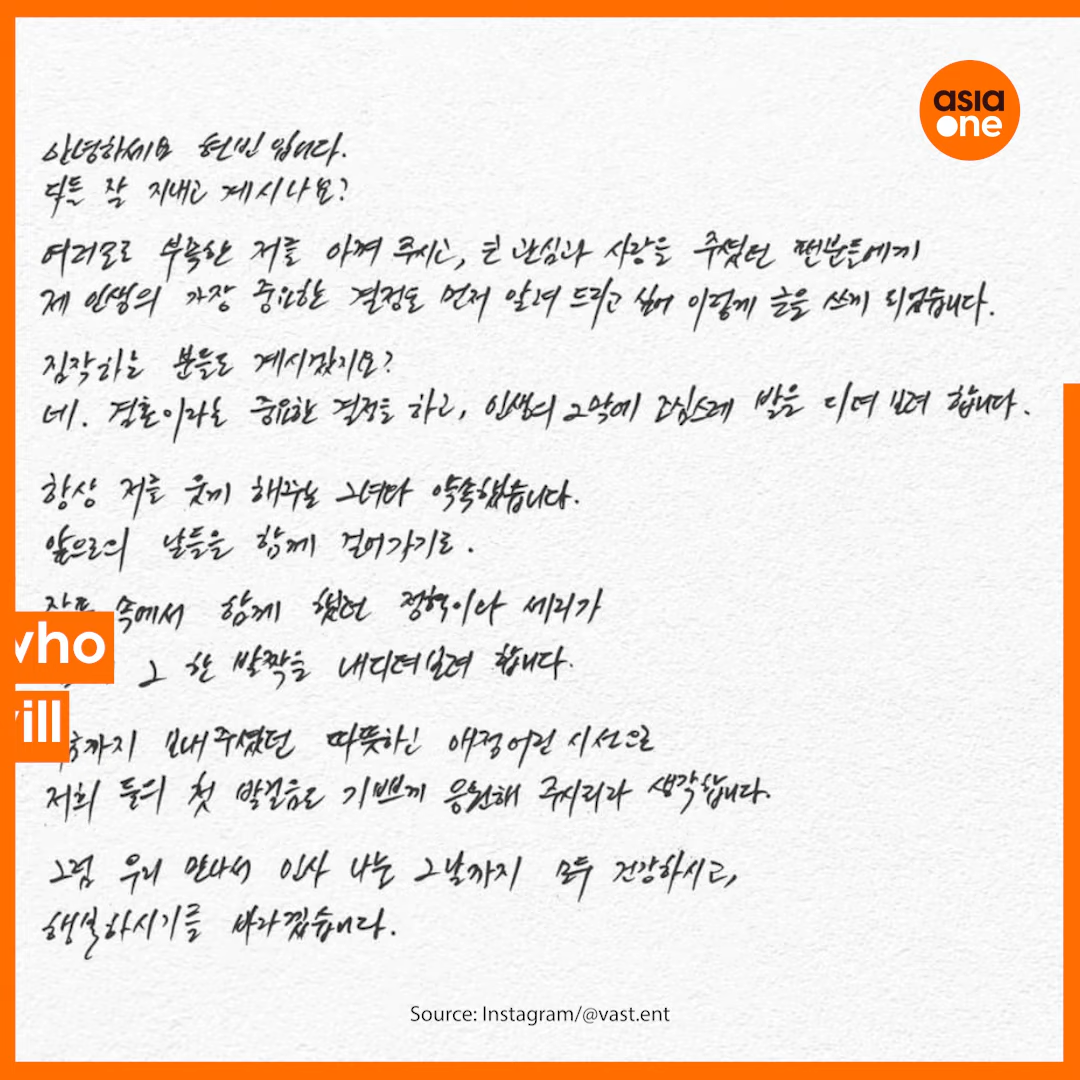 asia
one
안녕하세요 현빈입니다.
다들 잘 지내고 계시나요?
여러모로 부족한 저를 아껴 주시고, 큰 관심과 사랑을 주셨던 팬분들에게
제 인생의 가장 중요한 결정을 먼저 알려 드리고 싶어 이렇게 글을 쓰게 되었습니다.
짐작하는 분들도 계시겠지요?
네. 결혼이라는 중요한 결정을 하고, 인생의 2막에 조심스레 발을 디뎌 보려 합니다.
항상 저를 웃게 해주는 그녀와 약속했습니다.
앞으로의 날들을 함께 걸어가기로.
작품 속에서 함께 했던 정혁이와 세리가
who
그 한 발짝을 내디뎌보려 합니다.
ill
까지 보내주셨던 따뜻하신 애정어린 시선으로
저희 둘의 첫 발걸음도 기쁘게 응원해 주시리라 생각합니다.
그럼 우리 만나서 인사 나눌 그날까지 모두 건강하시고,
행복하시기를 바라겠습니다.
Source: Instagram/@vast.ent